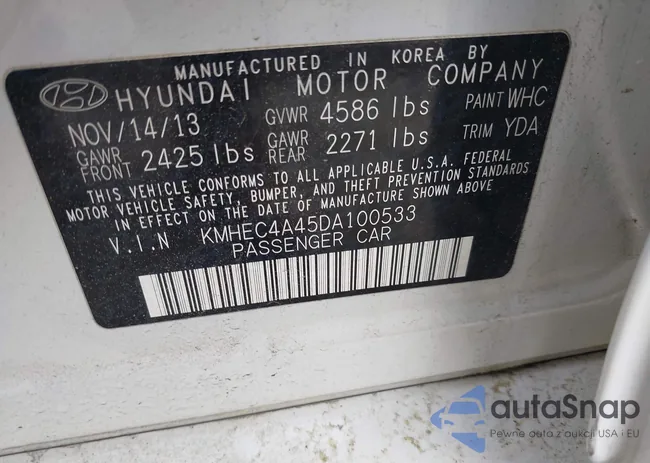 MANUFACTURED IN KOREA BY
HYUNDAI MOTOR COMPANY
NOV/14/13 GVWR 4586 lbs PAINT WHC
GAWR FRONT 2425 lbs GAWR REAR 2271 lbs TRIM YDA
THIS VEHICLE CONFORMS TO ALL APPLICABLE U.S.A. FEDERAL
MOTOR VEHICLE SAFETY, BUMPER, AND THEFT PREVENTION STANDARDS
IN EFFECT ON THE DATE OF MANUFACTURE SHOWN ABOVE
V.I.N KMHEC4A45DA100533
PASSENGER CAR
autaSnap
Pewne auta z aukcji USA i EU